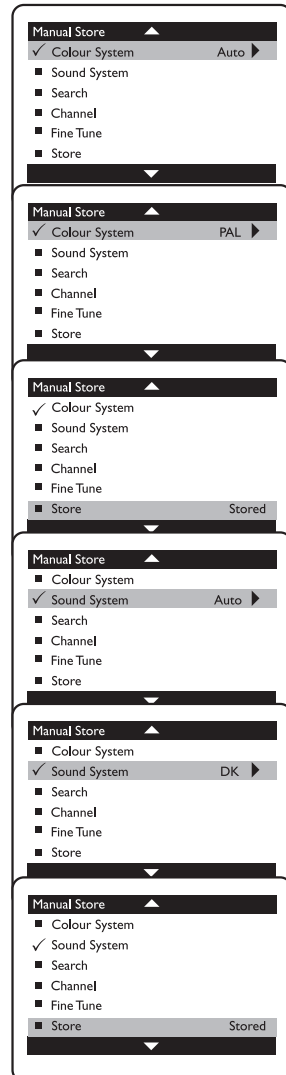 Manual Store
Colour System Auto
Sound System
Search
Channel
Fine Tune
Store
Manual Store
Colour System PAL
Sound System
Search
Channel
Fine Tune
Store
Manual Store
Colour System
Sound System
Search
Channel
Fine Tune
Store Stored
Manual Store
Colour System
Sound System Auto
Search
Channel
Fine Tune
Store
Manual Store
Colour System
Sound System DK
Search
Channel
Fine Tune
Store
Manual Store
Colour System
Sound System
Search
Channel
Fine Tune
Store Stored